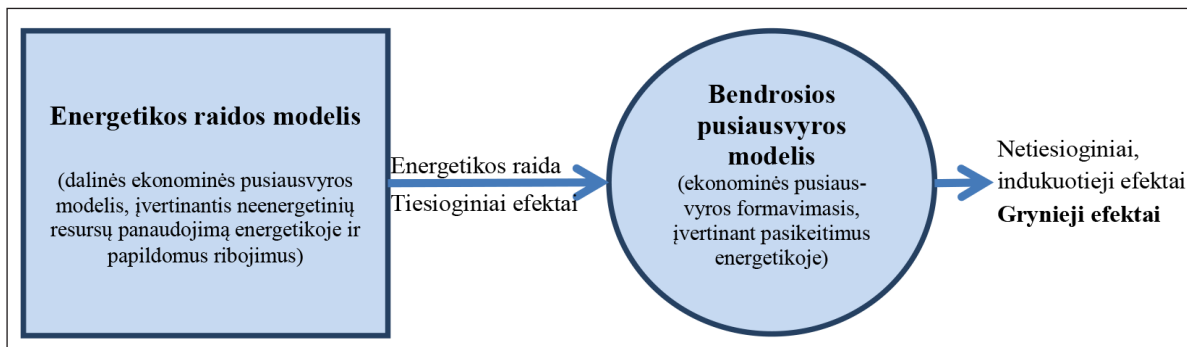 Energetikos raidos modelis
(dalinės ekonominės pusiausvyros
modelis, įvertinantis neenergetinių
resursų panaudojimą energetikoje ir
papildomus ribojimus)
Energetikos raida
Tiesioginiai efektai
Bendrosios
pusiausvyros
modelis
(ekonominės pusiaus-
vyros formavimasis,
įvertinant pasikeitimus
energetikoje)
Netiesioginiai,
indukuotieji efektai
Grynieji efektai